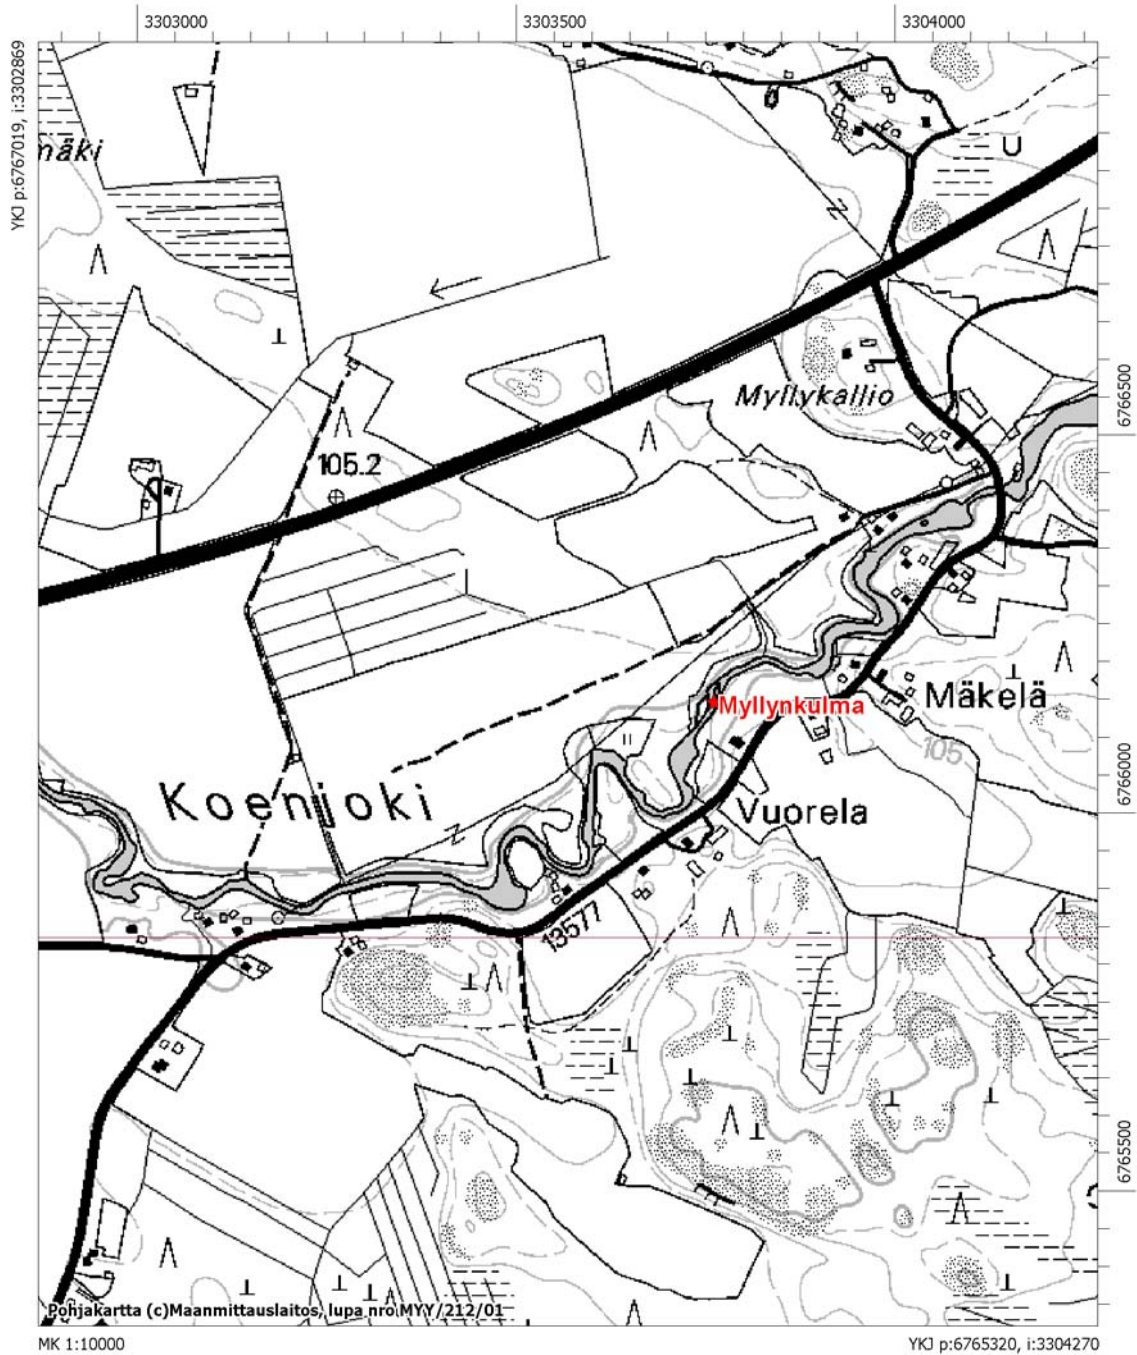 3303000
3303500
3304000
YKJ p:6767019, i:3302869
mäki
U
6766500
Myllykallio
105.2
Mäkelä
Myllynkulma
105
6766000
Koenjoki
Vuorela
13577
6765500
Pohjakartta (c)Maanmittauslaitos, lupa nro MYY/212/01
MK 1:10000
YKJ p:6765320, i:3304270